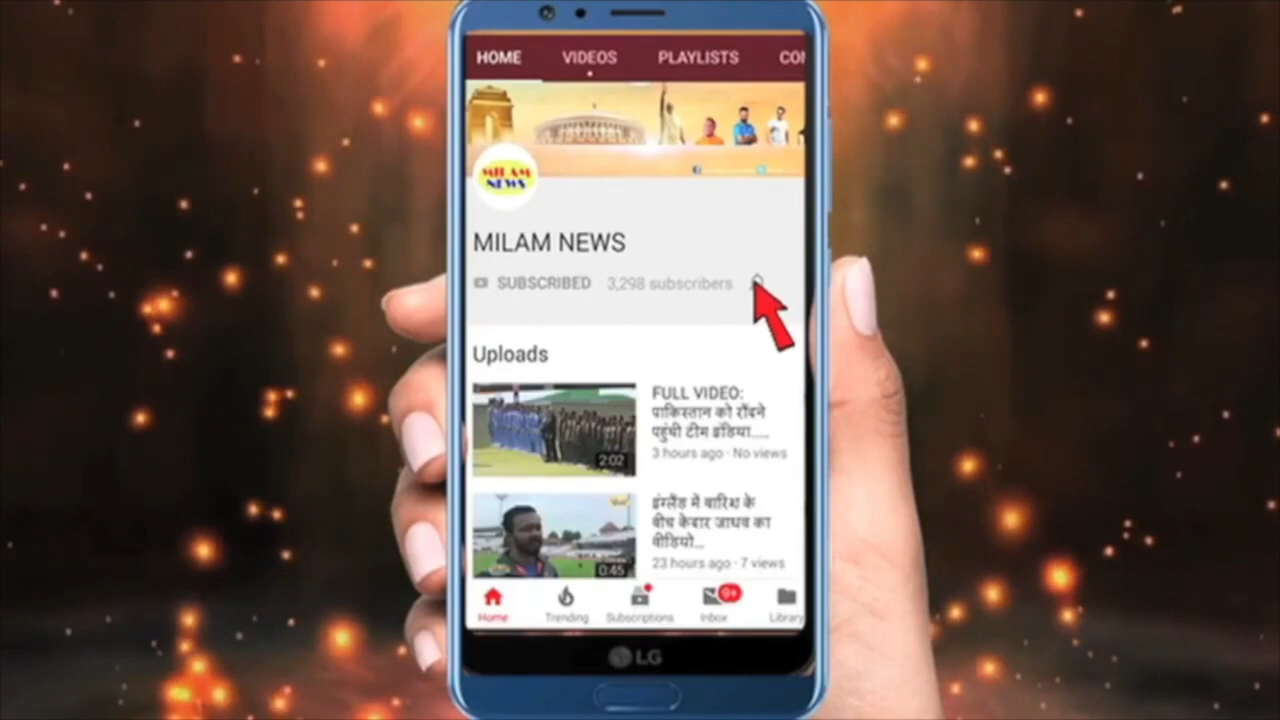 HOME VIDEOS PLAYLISTS
MILAM
NEWS
MILAM NEWS
SUBSCRIBED 3,298 subscribers
Uploads
FULL VIDEO:
पाकिस्तान को रौंदने
पहुंची टीम इंडिया.....
3 hours ago · No views
2:02
इंग्लैंड में बारिश के
बीच केदार जाधव का
वीडियो...
23 hours ago · 7 views
0:45
9+
Home Trending Subscriptions Inbox Library
LG